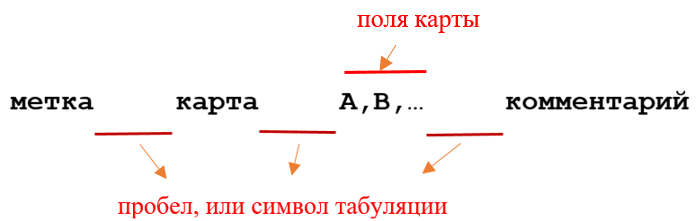 поля карты
метка карта A,B,… комментарий
пробел, или символ табуляции